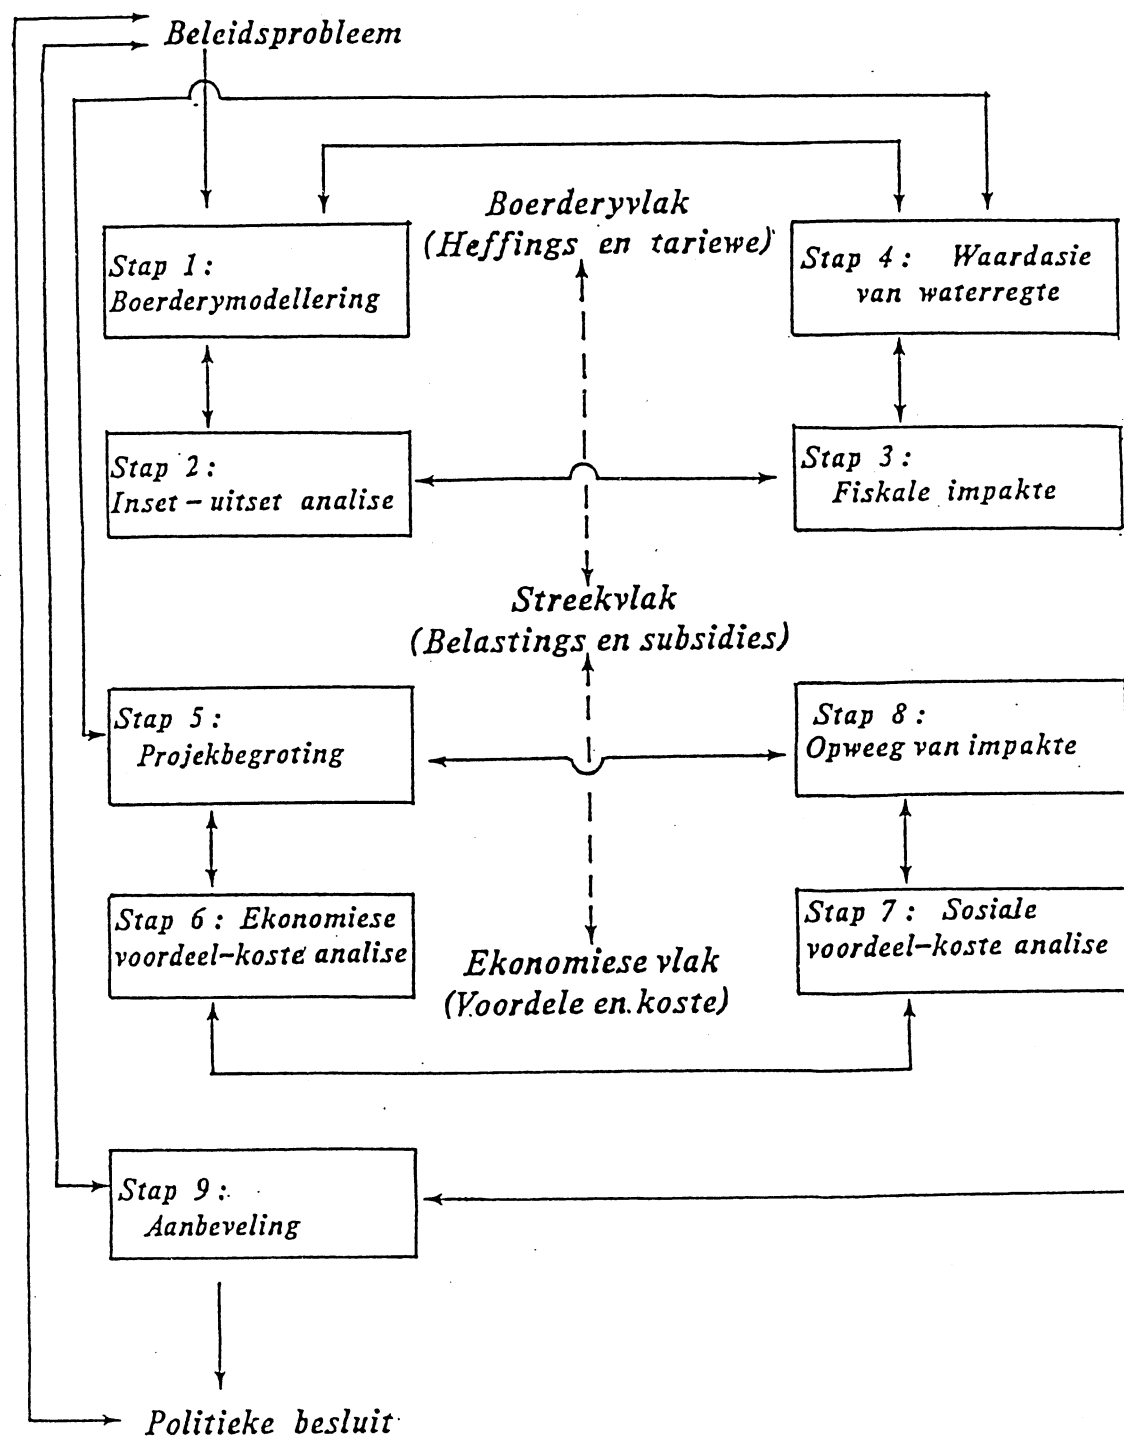 Beleidsprobleem
Boerderyvlak
(Heffings en tariewe)
Stap 1:
Boerderymodellering
Stap 4: Waardasie
van waterregte
Stap 2:
Inset-uitset analise
Stap 3:
Fiskale impakte
Streekvlak
(Belastings en subsidies)
Stap 5:
Projekbegroting
Stap 8:
Opweeg van impakte
Stap 6: Ekonomiese
voordeel-koste analise
Stap 7: Sosiale
voordeel-koste analise
Ekonomiese vlak
(Voordele en koste)
Stap 9:
Aanbeveling
Politieke besluit